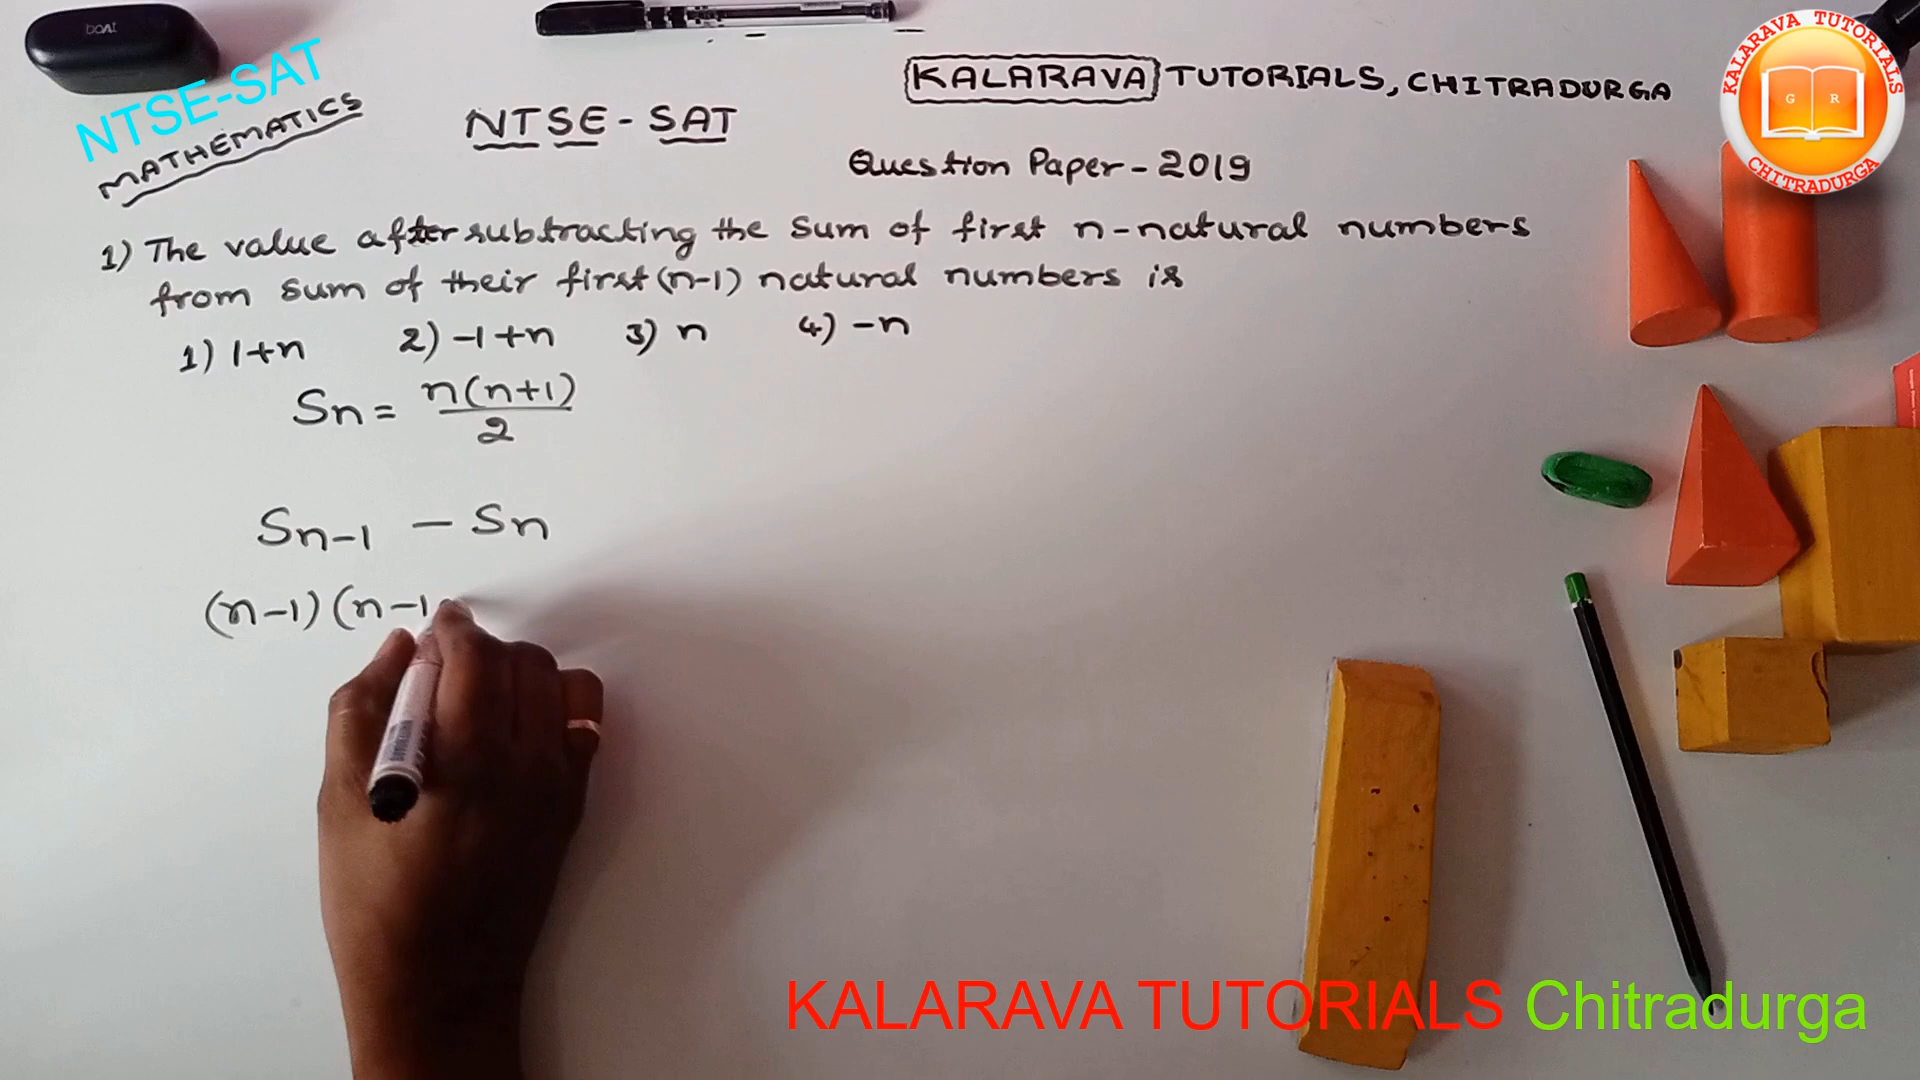 boAt
NTSE-SAT
MATHEMATICS
NTSE - SAT
KALARAVA TUTORIALS, CHITRADURGA
Question Paper - 2019
KALARAVA TUTORIALS
G R
CHITRADURGA
1) The value after subtracting the sum of first n-natural numbers
from sum of their first (n-1) natural numbers is
1) 1+n 2) -1+n 3) n 4) -n
Sn = n(n+1)/2
Sn-1 - Sn
(n-1) (n-1
KALARAVA TUTORIALS Chitradurga